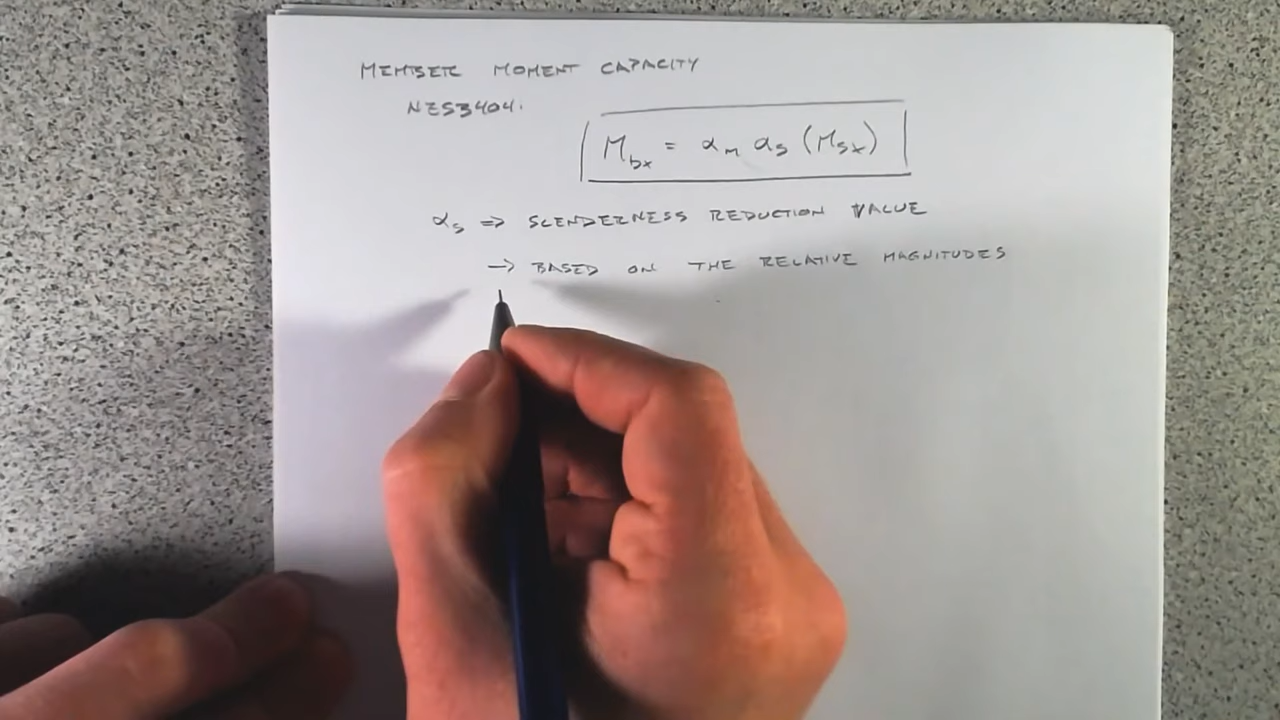 MEMBER MOMENT CAPACITY
NZS3404:
M_bx = α_m α_s (M_sx)
α_s ⇒ SLENDERNESS REDUCTION VALUE
→ BASED ON THE RELATIVE MAGNITUDES